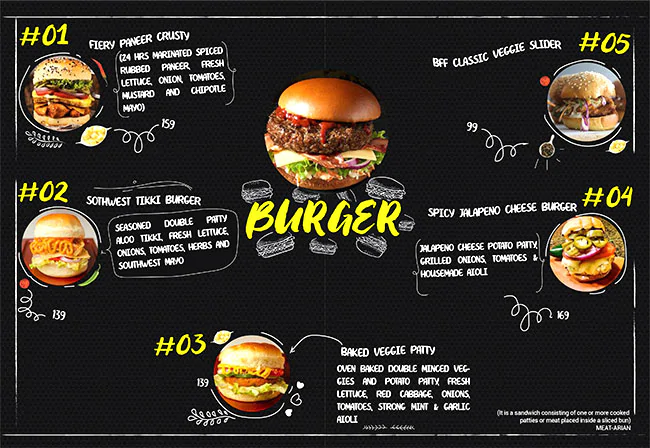 #01
FIERY PANEER CRUSTY
(24 HRS MARINATED SPICED
RUBBED PANEER, FRESH
LETTUCE, ONION, TOMATOES,
MUSTARD AND CHIPOTLE
MAYO)
159
#02
SOTHWEST TIKKI BURGER
SEASONED DOUBLE PATTY
ALOO TIKKI, FRESH LETTUCE,
ONIONS, TOMATOES, HERBS AND
SOUTHWEST MAYO
139
BURGER
#03
139
BAKED VEGGIE PATTY
OVEN BAKED DOUBLE MINCED VEG-
GIES AND POTATO PATTY, FRESH
LETTUCE, RED CABBAGE, ONIONS,
TOMATOES, STRONG MINT & GARLIC
AIOLI
#05
BFF CLASSIC VEGGIE SLIDER
99
#04
SPICY JALAPENO CHEESE BURGER
JALAPENO CHEESE POTATO PATTY,
GRILLED ONIONS, TOMATOES &
HOUSEMADE AIOLI
169
(It is a sandwich consisting of one or more cooked
patties or meat placed inside a sliced bun)
MEAT-ARIAN